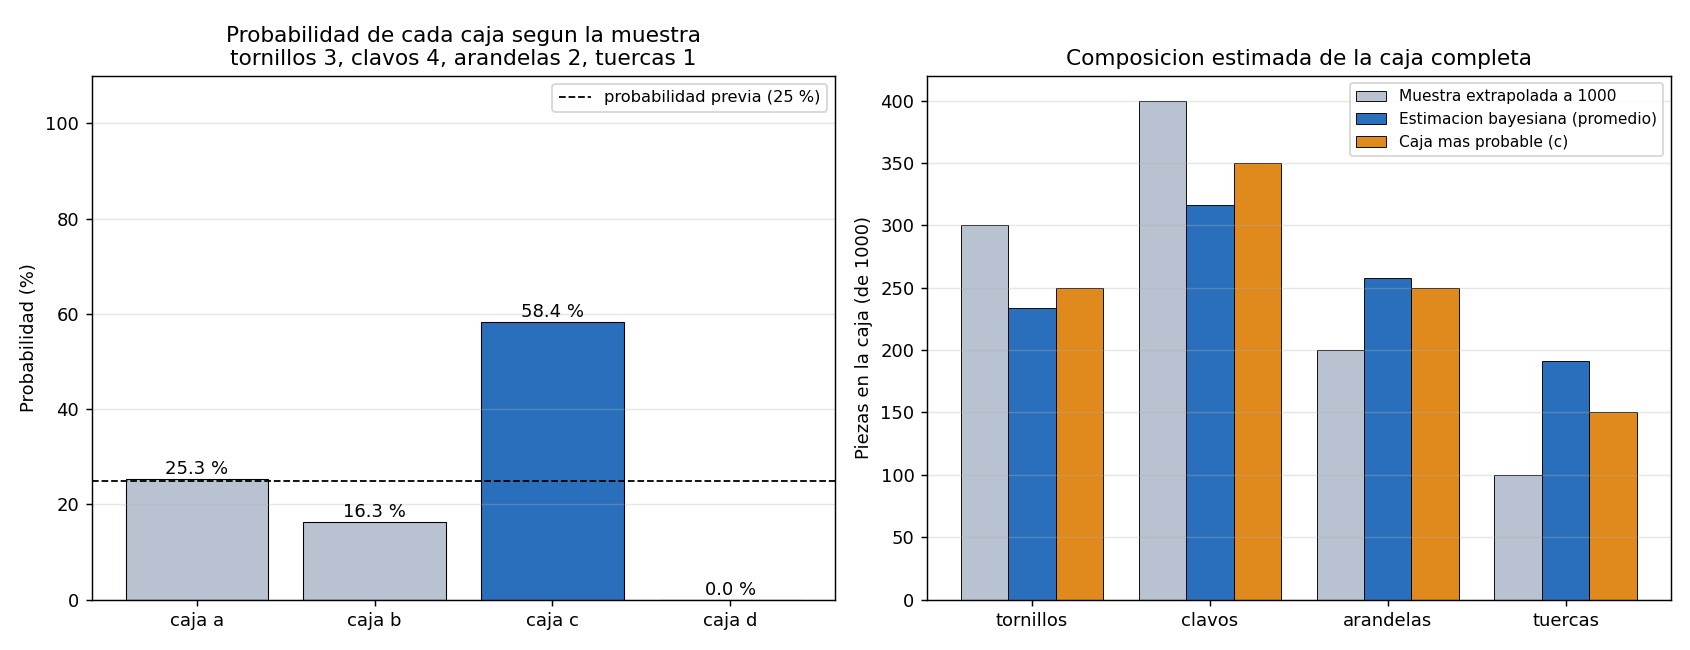 Probabilidad de cada caja segun la muestra
tornillos 3, clavos 4, arandelas 2, tuercas 1
probabilidad previa (25 %)
Probabilidad (%)
100
80
60
40
20
0
25.3 %
16.3 %
58.4 %
0.0 %
caja a
caja b
caja c
caja d
Composicion estimada de la caja completa
Muestra extrapolada a 1000
Estimacion bayesiana (promedio)
Caja mas probable (c)
Piezas en la caja (de 1000)
400
350
300
250
200
150
100
50
0
tornillos
clavos
arandelas
tuercas